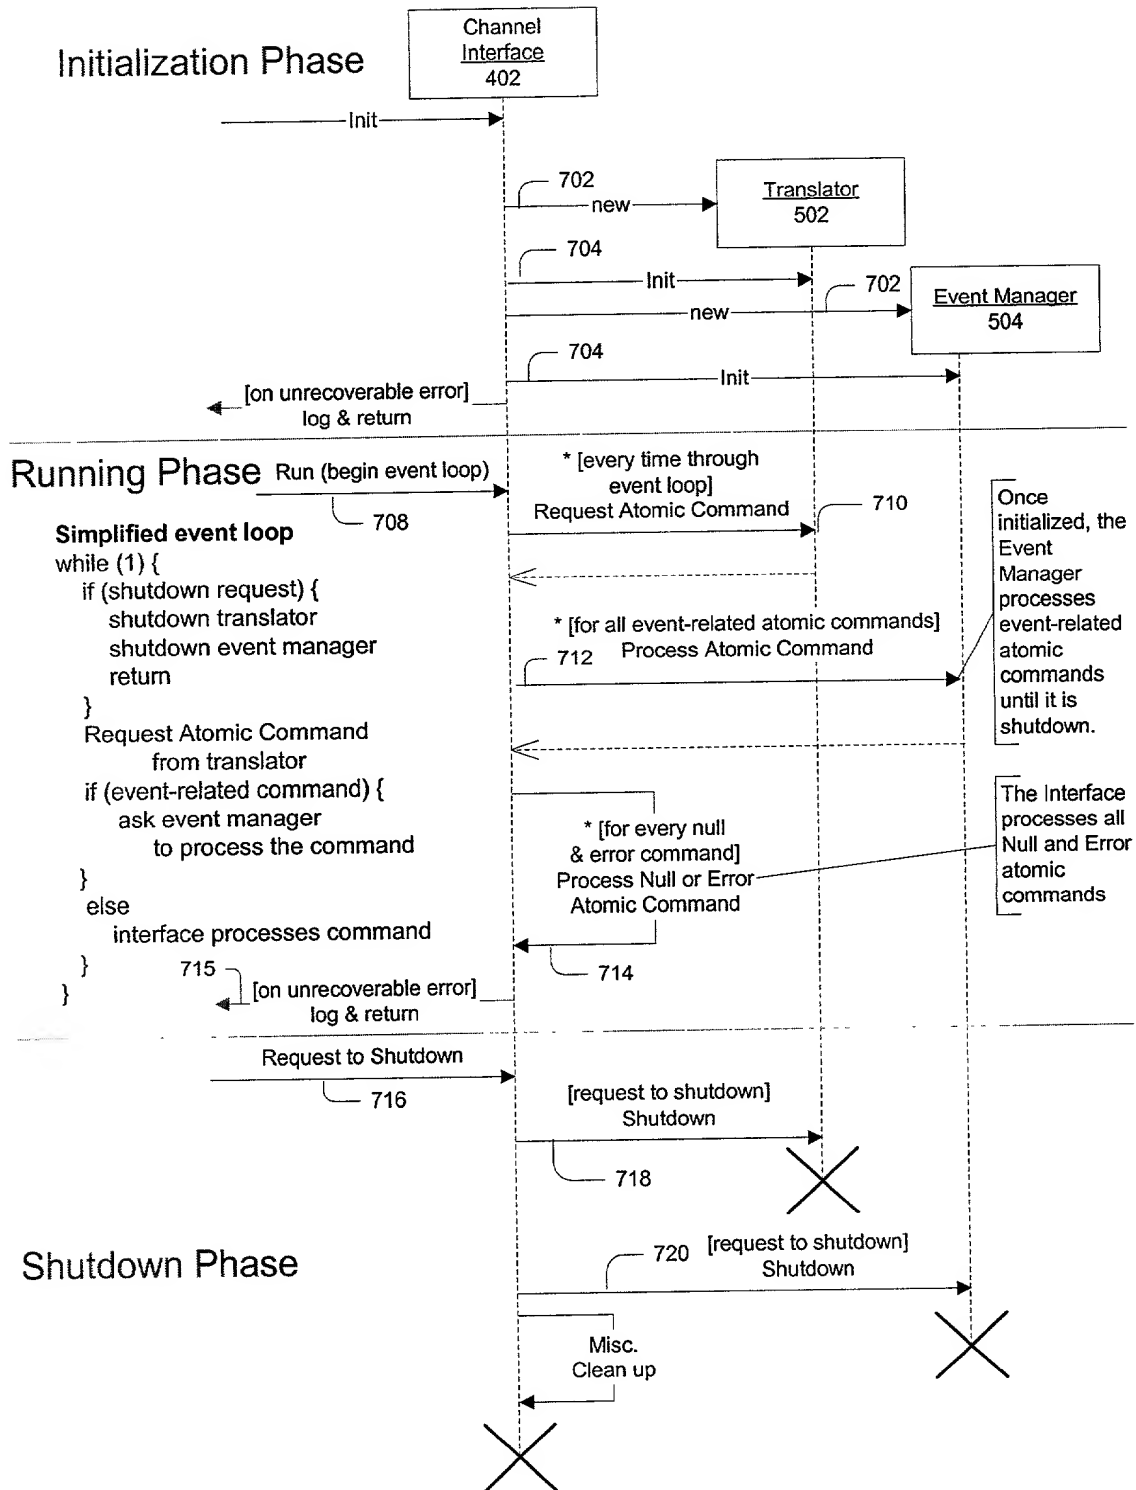 Channel
Interface
402
Initialization Phase
Init
702
new
Translator
502
704
Init
702
new
Event Manager
504
704
Init
[on unrecoverable error]
log & return
Running Phase
Run (begin event loop)
708
* [every time through
event loop]
Request Atomic Command
710
Simplified event loop
while (1) {
if (shutdown request) {
shutdown translator
shutdown event manager
return
}
Request Atomic Command
from translator
if (event-related command) {
ask event manager
to process the command
}
else
interface processes command
}
}
* [for all event-related atomic commands]
712
Process Atomic Command
Once
initialized, the
Event
Manager
processes
event-related
atomic
commands
until it is
shutdown.
* [for every null
& error command]
Process Null or Error
Atomic Command
714
The Interface
processes all
Null and Error
atomic
commands
715
[on unrecoverable error]
log & return
Request to Shutdown
716
[request to shutdown]
Shutdown
718
Shutdown Phase
720
[request to shutdown]
Shutdown
Misc.
Clean up